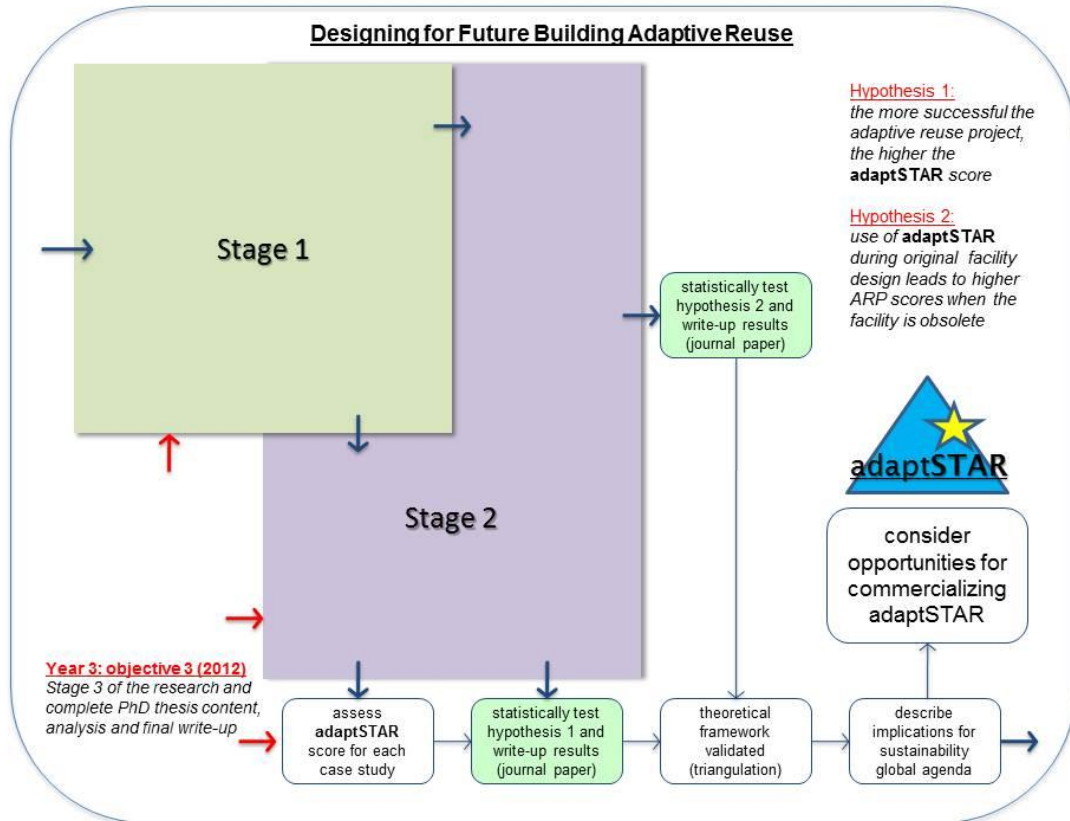 Designing for Future Building Adaptive Reuse
Stage 1
Stage 2
Hypothesis 1:
the more successful the
adaptive reuse project,
the higher the
adaptSTAR score
Hypothesis 2:
use of adaptSTAR
during original facility
design leads to higher
ARP scores when the
facility is obsolete
statistically test
hypothesis 2 and
write-up results
(journal paper)
adaptSTAR
consider
opportunities for
commercializing
adaptSTAR
Year 3: objective 3 (2012)
Stage 3 of the research and
complete PhD thesis content,
analysis and final write-up
assess
adaptSTAR
score for each
case study
statistically test
hypothesis 1 and
write-up results
(journal paper)
theoretical
framework
validated
(triangulation)
describe
implications for
sustainability
global agenda